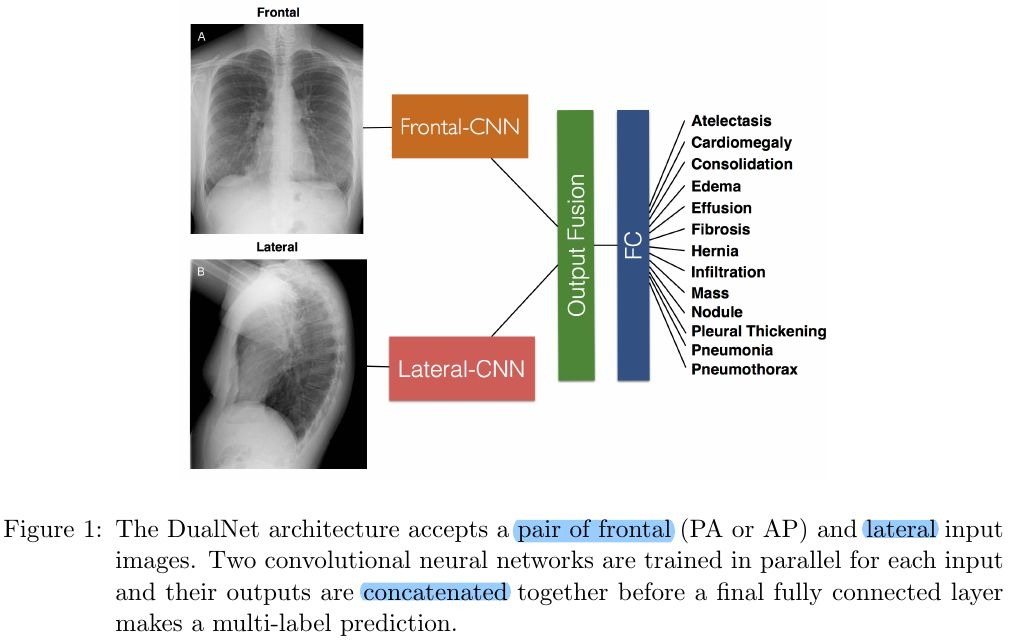 Frontal
A
Frontal-CNN
Lateral
B
Lateral-CNN
Output Fusion
FC
Atelectasis
Cardiomegaly
Consolidation
Edema
Effusion
Fibrosis
Hernia
Infiltration
Mass
Nodule
Pleural Thickening
Pneumonia
Pneumothorax
Figure 1: The DualNet architecture accepts a pair of frontal (PA or AP) and lateral input
images. Two convolutional neural networks are trained in parallel for each input
and their outputs are concatenated together before a final fully connected layer
makes a multi-label prediction.